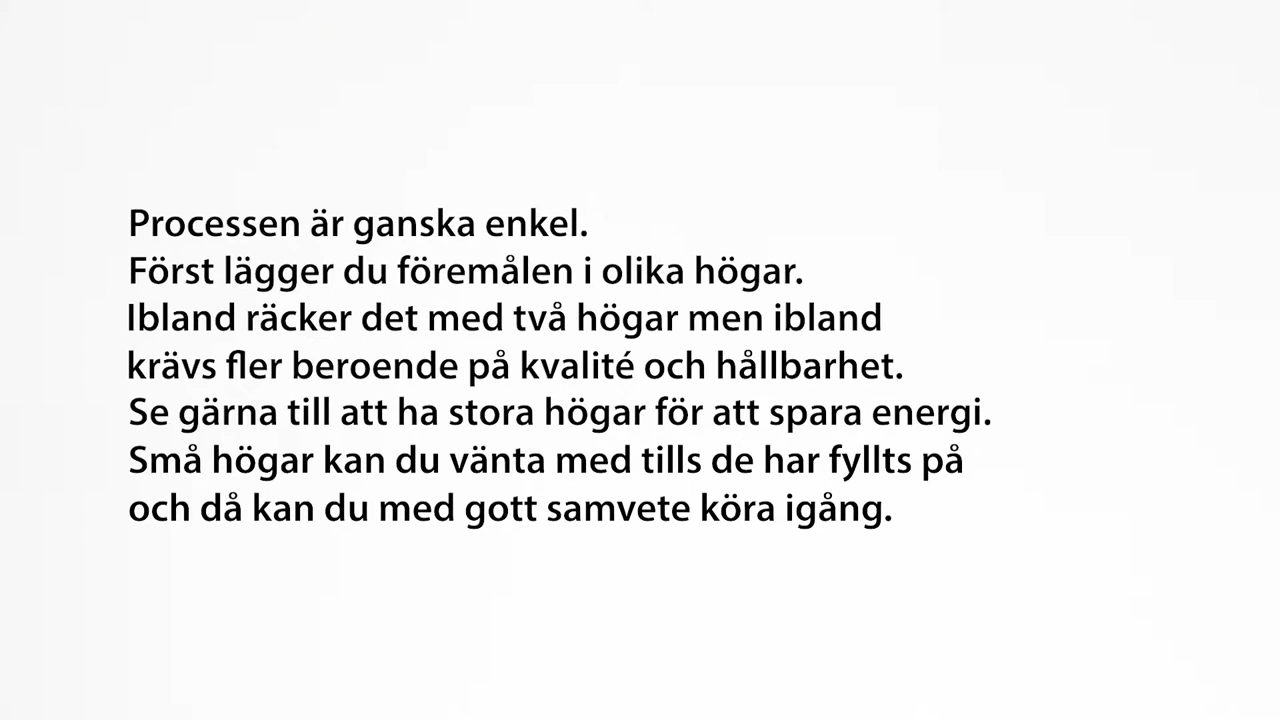 Processen är ganska enkel.
Först lägger du föremålen i olika högar.
Ibland räcker det med två högar men ibland
krävs fler beroende på kvalité och hållbarhet.
Se gärna till att ha stora högar för att spara energi.
Små högar kan du vänta med tills de har fyllts på
och då kan du med gott samvete köra igång.